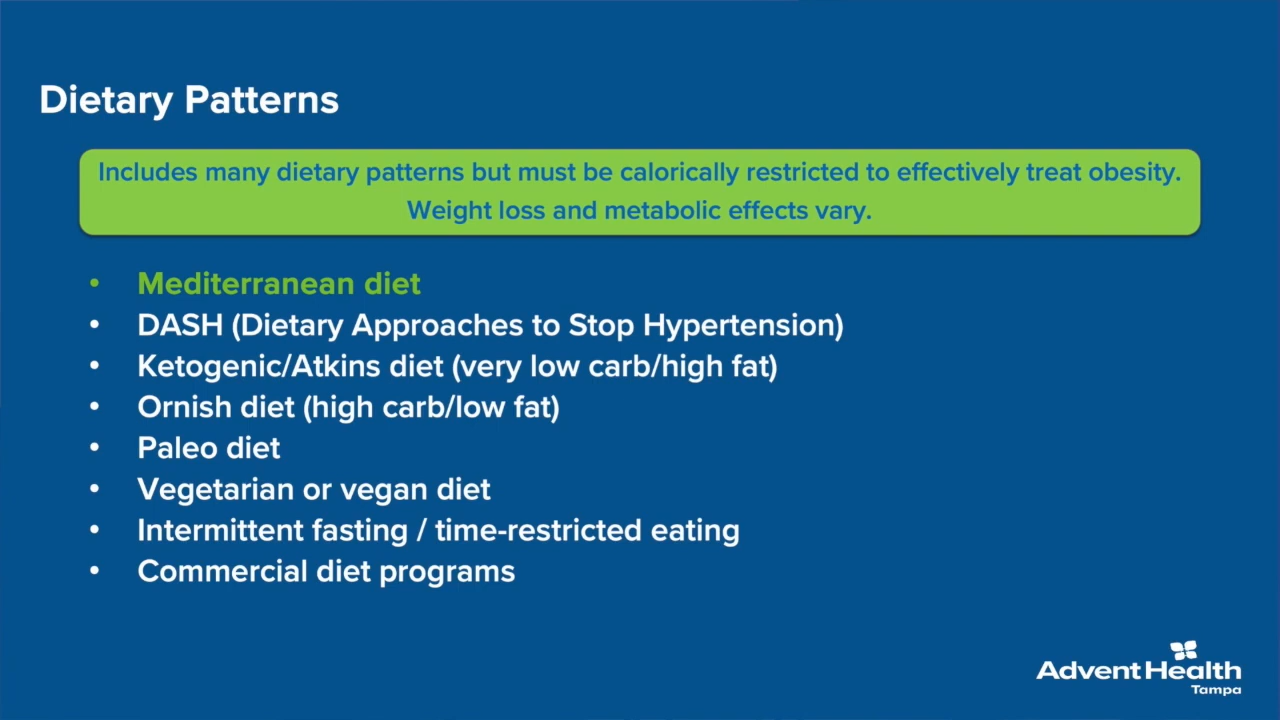 Dietary Patterns
Includes many dietary patterns but must be calorically restricted to effectively treat obesity.
Weight loss and metabolic effects vary.
• Mediterranean diet
• DASH (Dietary Approaches to Stop Hypertension)
• Ketogenic/Atkins diet (very low carb/high fat)
• Ornish diet (high carb/low fat)
• Paleo diet
• Vegetarian or vegan diet
• Intermittent fasting / time-restricted eating
• Commercial diet programs
AdventHealth
Tampa